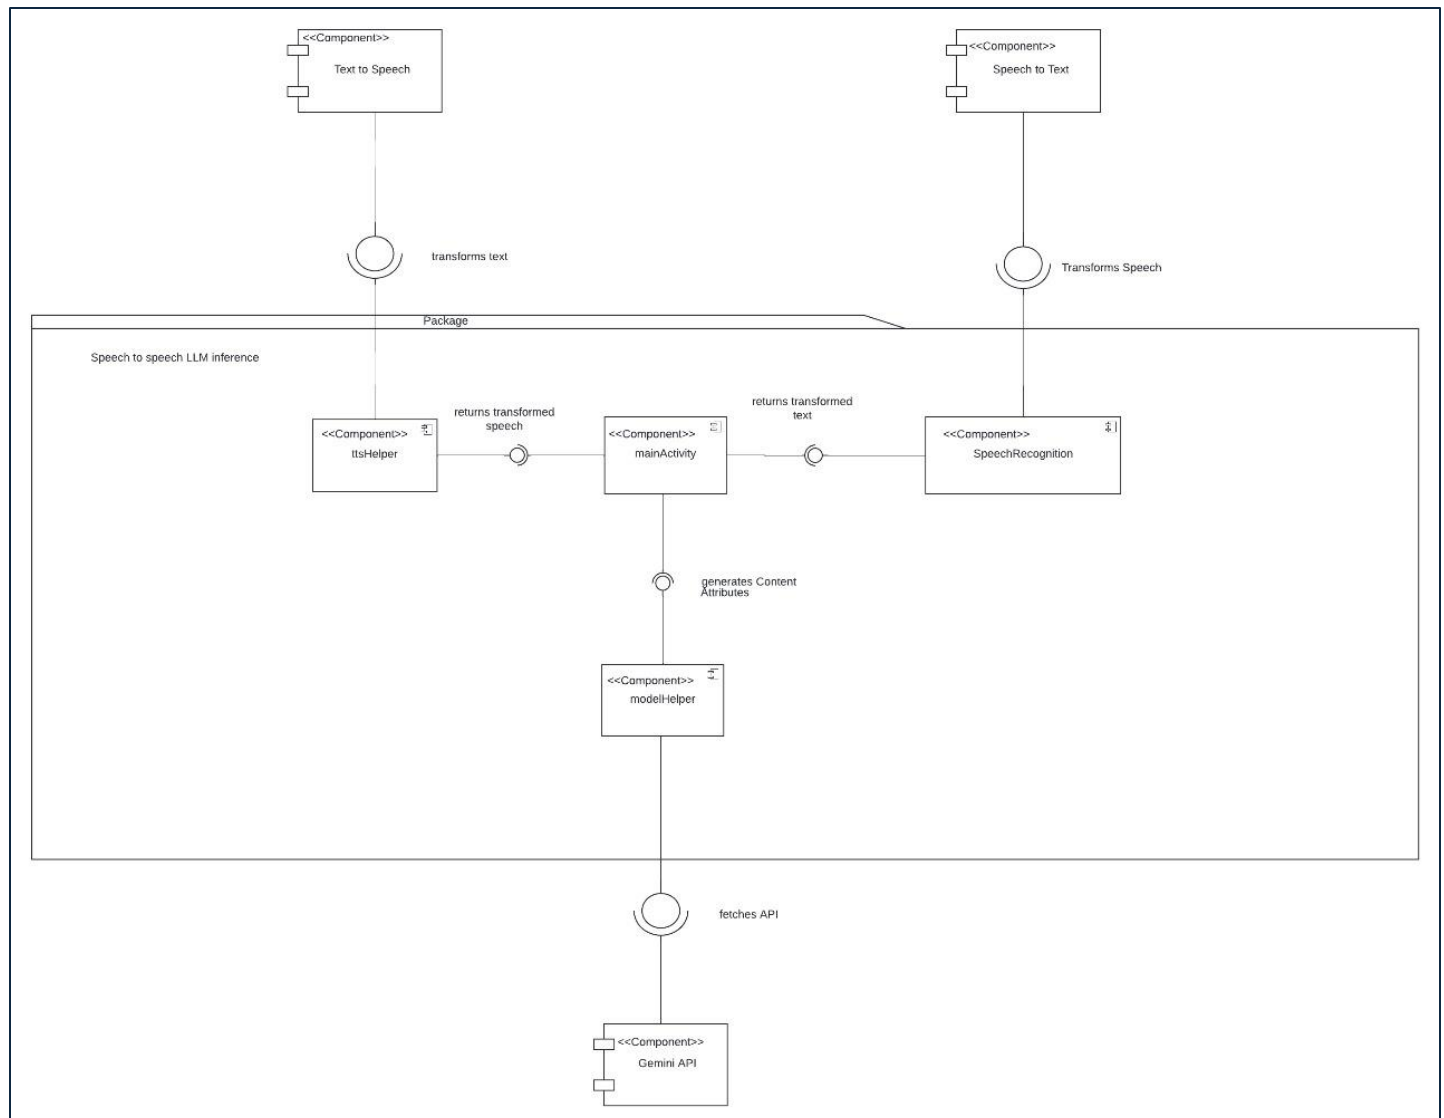 <<Component>>
Text to Speech
<<Component>>
Speech to Text
transforms text
Transforms Speech
Package
Speech to speech LLM inference
returns transformed
speech
returns transformed
text
<<Component>>
ttsHelper
<<Component>>
mainActivity
<<Component>>
SpeechRecognition
generates Content
Attributes
<<Component>>
modelHelper
fetches API
<<Component>>
Gemini API